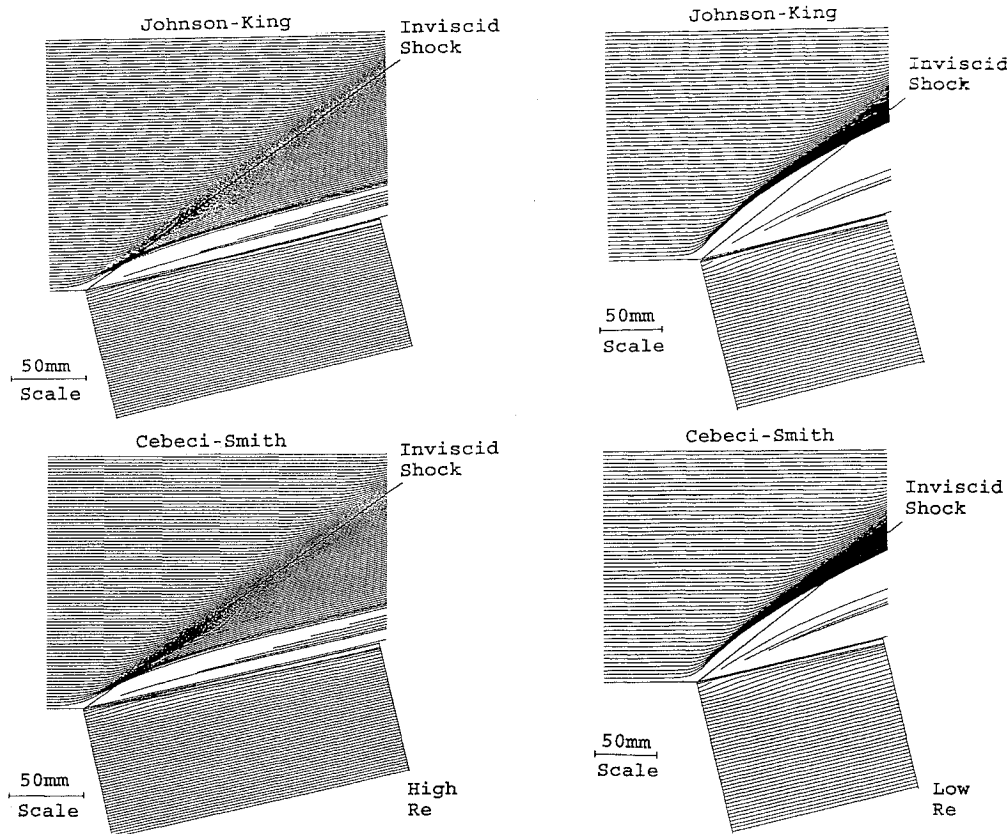 Johnson-King
Inviscid
Shock
50mm
Scale
Johnson-King
Inviscid
Shock
50mm
Scale
Cebeci-Smith
Inviscid
Shock
50mm
Scale
High
Re
Cebeci-Smith
Inviscid
Shock
50mm
Scale
Low
Re